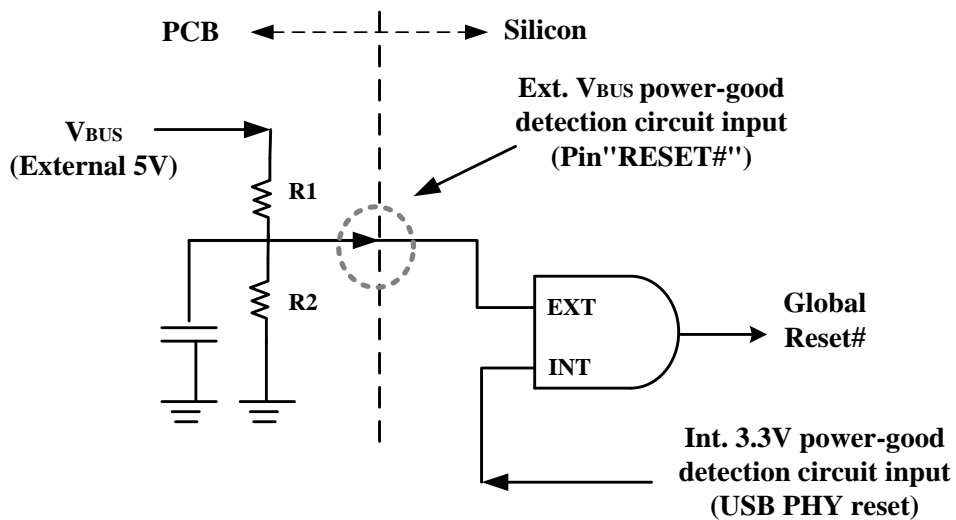 PCB
Silicon
Ext. VBUS power-good
detection circuit input
(Pin"RESET#")
VBUS
(External 5V)
R1
R2
EXT
INT
Global
Reset#
Int. 3.3V power-good
detection circuit input
(USB PHY reset)